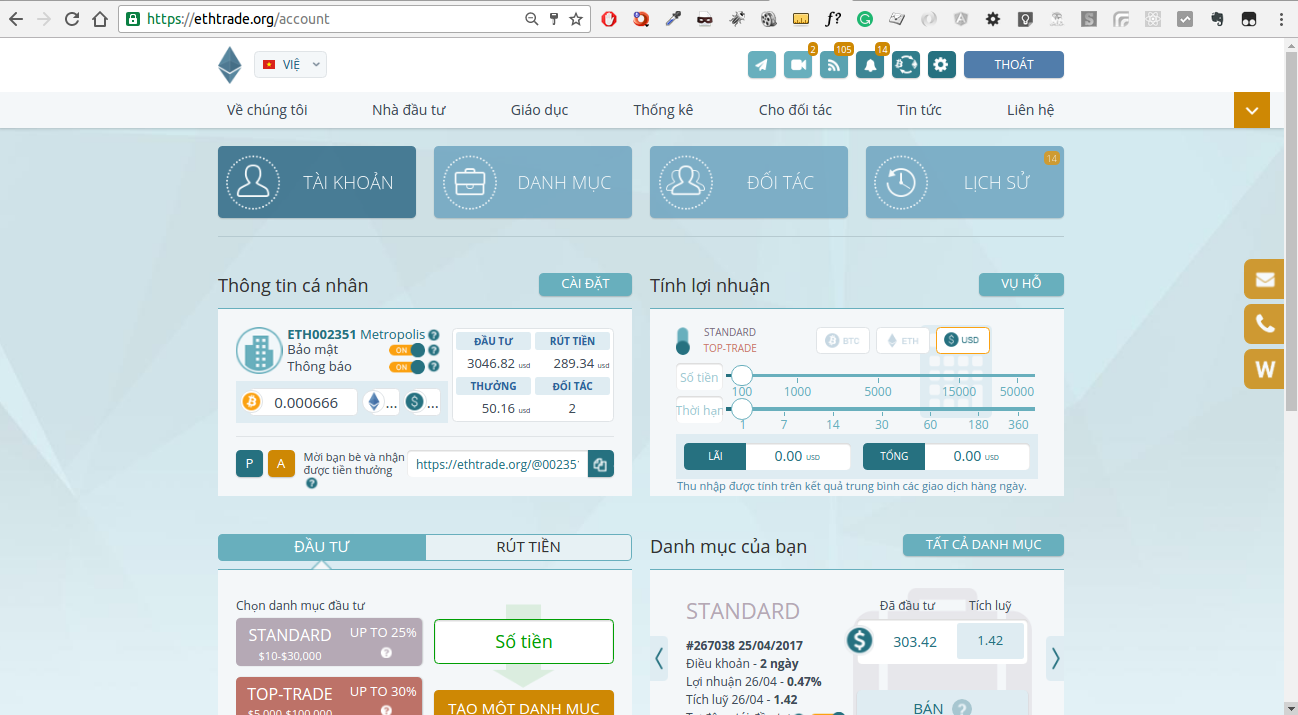 https://ethtrade.org/account
VIỆ
2
105
14
THOÁT
Về chúng tôi
Nhà đầu tư
Giáo dục
Thống kê
Cho đối tác
Tin tức
Liên hệ
TÀI KHOẢN
DANH MỤC
ĐỐI TÁC
LỊCH SỬ
14
Thông tin cá nhân
CÀI ĐẶT
ETH002351 Metropolis
Bảo mật
ON
Thông báo
ON
0.000666
...
...
ĐẦU TƯ
RÚT TIỀN
3046.82 usd
289.34 usd
THƯỞNG
ĐỐI TÁC
50.16 usd
2
P
A
Mời bạn bè và nhận
được tiền thưởng
https://ethtrade.org/@00235
Tính lợi nhuận
VỤ HỖ
STANDARD
TOP-TRADE
BTC
ETH
USD
Số tiền
100
1000
5000
15000
50000
Thời hạn
1
7
14
30
60
180
360
LÃI
0.00 USD
TỔNG
0.00 USD
Thu nhập được tính trên kết quả trung bình các giao dịch hàng ngày.
W
ĐẦU TƯ
RÚT TIỀN
Chọn danh mục đầu tư
STANDARD
UP TO 25%
$10-$30,000
TOP-TRADE
UP TO 30%
$5,000-$100,000
Số tiền
TẠO MỘT DANH MỤC
Danh mục của bạn
TẤT CẢ DANH MỤC
STANDARD
#267038 25/04/2017
Điều khoản - 2 ngày
Lợi nhuận 26/04 - 0.47%
Tích luỹ 26/04 - 1.42
Đã đầu tư
Tích luỹ
303.42
1.42
BÁN